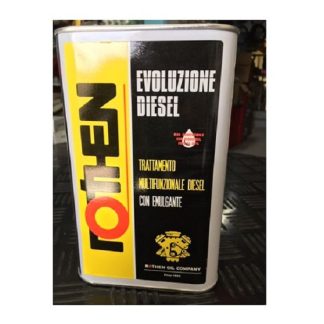 ROTHEN
EVOLUZIONE
DIESEL
TRATTAMENTO
MULTIFUNZIONALE DIESEL
CON EMULGANTE
ROTHEN OIL COMPANY